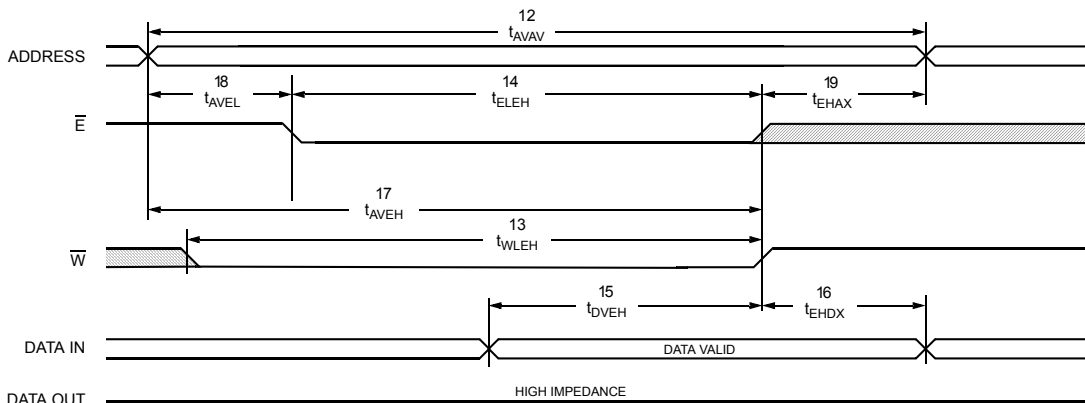 12
ADDRESS
tAVAV
18
14
19
tAVEL
tELEH
tEHAX
E̅
17
tAVEH
13
W̅
tWLEH
15
16
tDVEH
tEHDX
DATA IN
DATA VALID
HIGH IMPEDANCE
DATA OUT